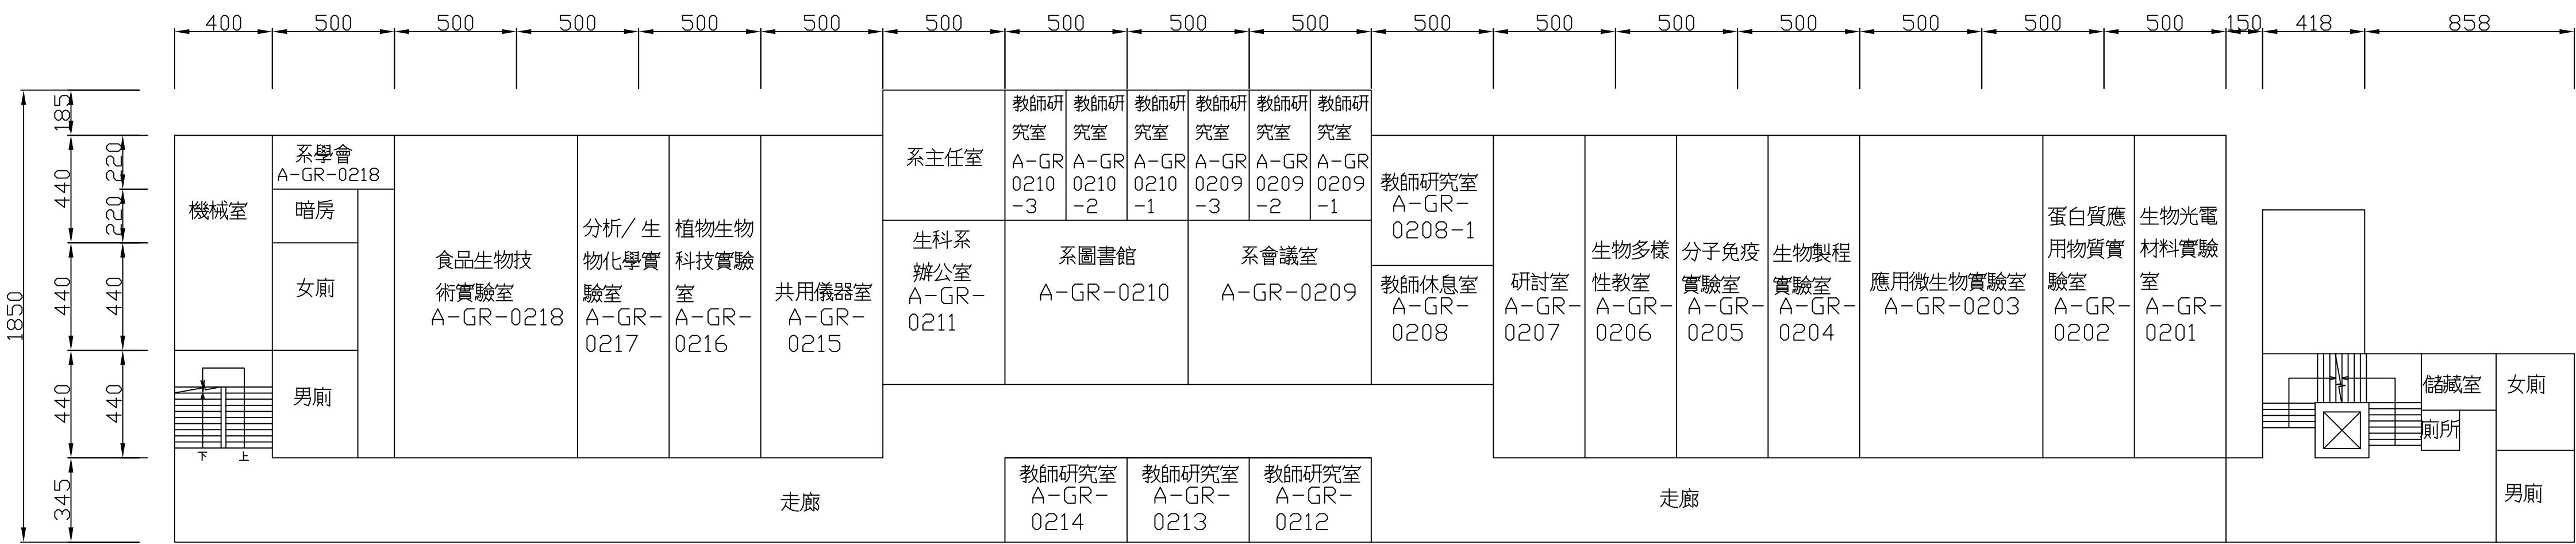 400 500 500 500 500 500 500 500 500 500 500 500 500 500 500 500 500 150 418 858
185
440
440
440
345
1850
220
220
440
440
機械室
系學會
A-GR-0218
暗房
女廁
男廁
下 上
食品生物技
術實驗室
A-GR-0218
分析/生
物化學實
驗室
A-GR-
0217
植物生物
科技實驗
室
A-GR-
0216
共用儀器室
A-GR-
0215
系主任室
生科系
辦公室
A-GR-
0211
教師研
究室
A-GR
0210
-3
教師研
究室
A-GR
0210
-2
教師研
究室
A-GR
0210
-1
教師研
究室
A-GR
0209
-3
教師研
究室
A-GR
0209
-2
教師研
究室
A-GR
0209
-1
系圖書館
A-GR-0210
系會議室
A-GR-0209
教師研究室
A-GR-
0208-1
教師休息室
A-GR-
0208
研討室
A-GR-
0207
生物多樣
性教室
A-GR-
0206
分子免疫
實驗室
A-GR-
0205
生物製程
實驗室
A-GR-
0204
應用微生物實驗室
A-GR-0203
蛋白質應
用物質實
驗室
A-GR-
0202
生物光電
材料實驗
室
A-GR-
0201
儲藏室
廁所
女廁
男廁
走廊
教師研究室
A-GR-
0214
教師研究室
A-GR-
0213
教師研究室
A-GR-
0212
走廊